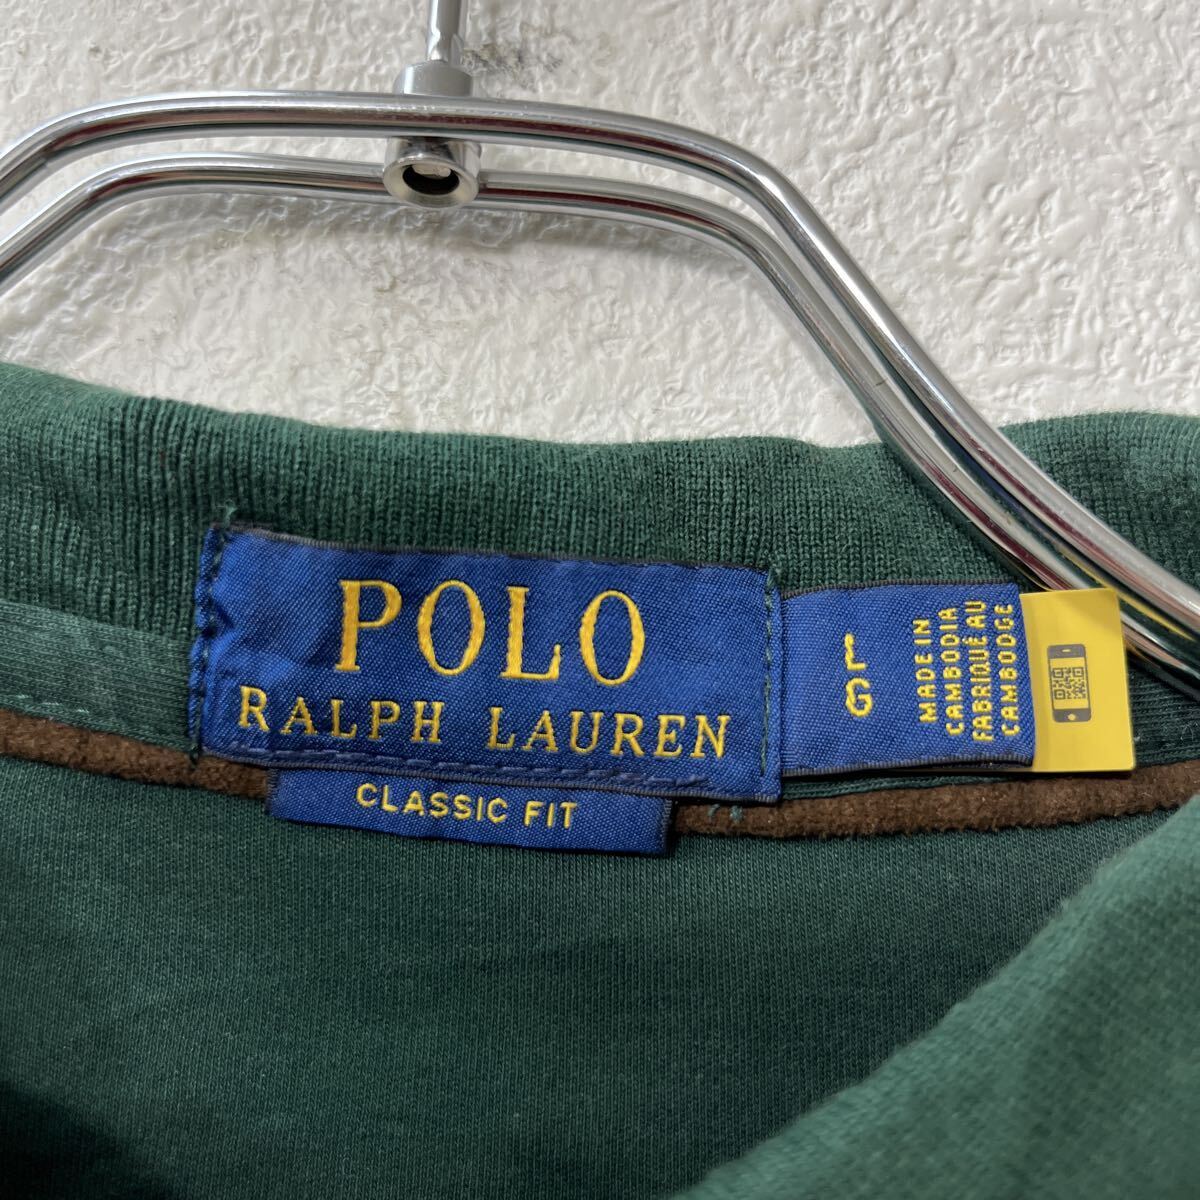 POLO
RALPH LAUREN
CLASSIC FIT
L
G
MADE IN
CAMBODIA
FABRIQUÉ AU
CAMBODGE